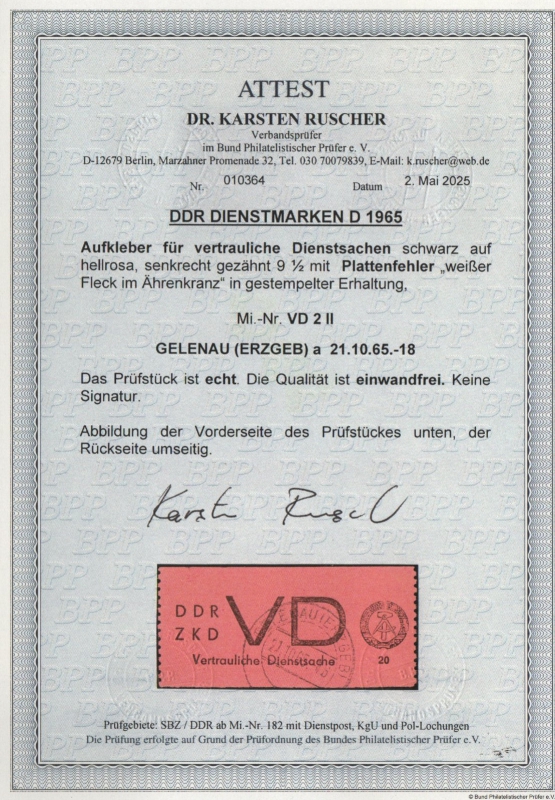 ATTEST
DR. KARSTEN RUSCHER
Verbandsprüfer
im Bund Philatelistischer Prüfer e. V.
D-12679 Berlin, Marzahner Promenade 32, Tel. 030 70079839, E-Mail: k.ruscher@web.de
Nr. 010364 Datum 2. Mai 2025
DDR DIENSTMARKEN D 1965
Aufkleber für vertrauliche Dienstsachen schwarz auf
hellrosa, senkrecht gezähnt 9 ½ mit Plattenfehler „weißer
Fleck im Ährenkranz“ in gestempelter Erhaltung,
Mi.-Nr. VD 2 II
GELENAU (ERZGEB) a 21.10.65.-18
Das Prüfstück ist echt. Die Qualität ist einwandfrei. Keine
Signatur.
Abbildung der Vorderseite des Prüfstückes unten, der
Rückseite umseitig.
Karsten Ruscher
DDR VD
ZKD
Vertrauliche Dienstsache 20
Prüfgebiete: SBZ / DDR ab Mi.-Nr. 182 mit Dienstpost, KgU und Pol-Lochungen
Die Prüfung erfolgte auf Grund der Prüfordnung des Bundes Philatelistischer Prüfer e.V.
© Bund Philatelistischer Prüfer e.V.